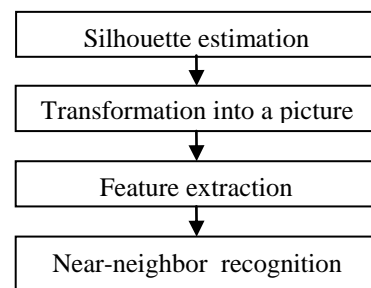 Silhouette estimation
Transformation into a picture
Feature extraction
Near-neighbor recognition